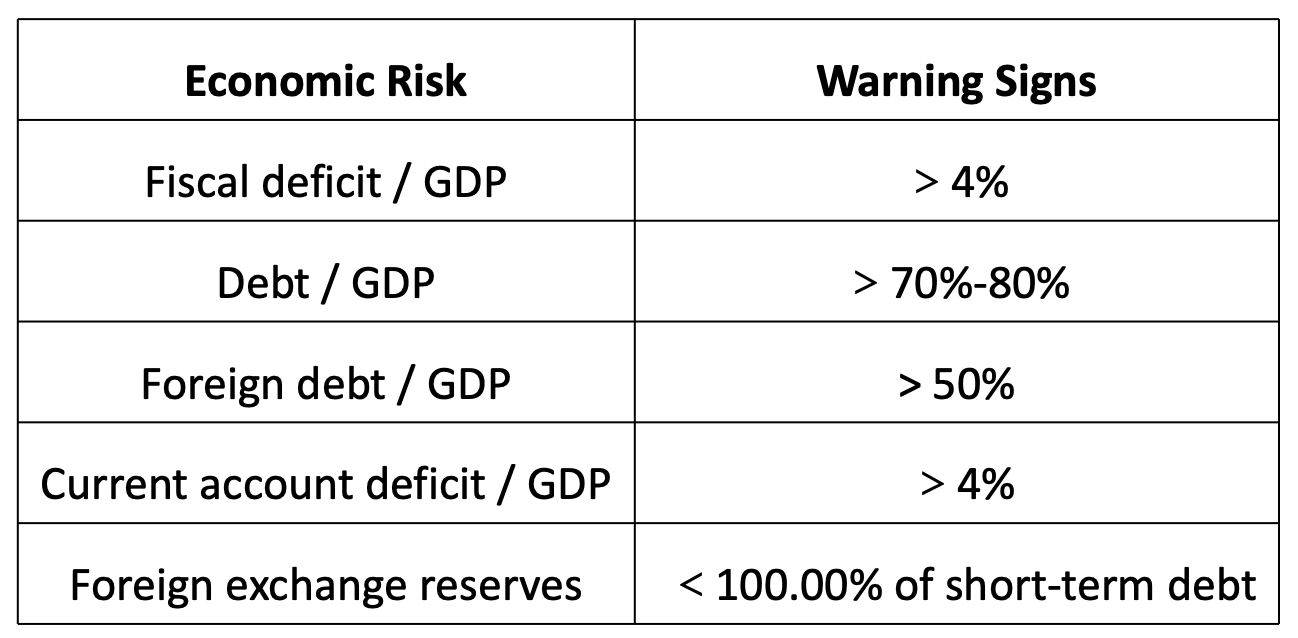 Economic Risk Warning Signs
Fiscal deficit / GDP > 4%
Debt / GDP > 70%-80%
Foreign debt / GDP > 50%
Current account deficit / GDP > 4%
Foreign exchange reserves < 100.00% of short-term debt